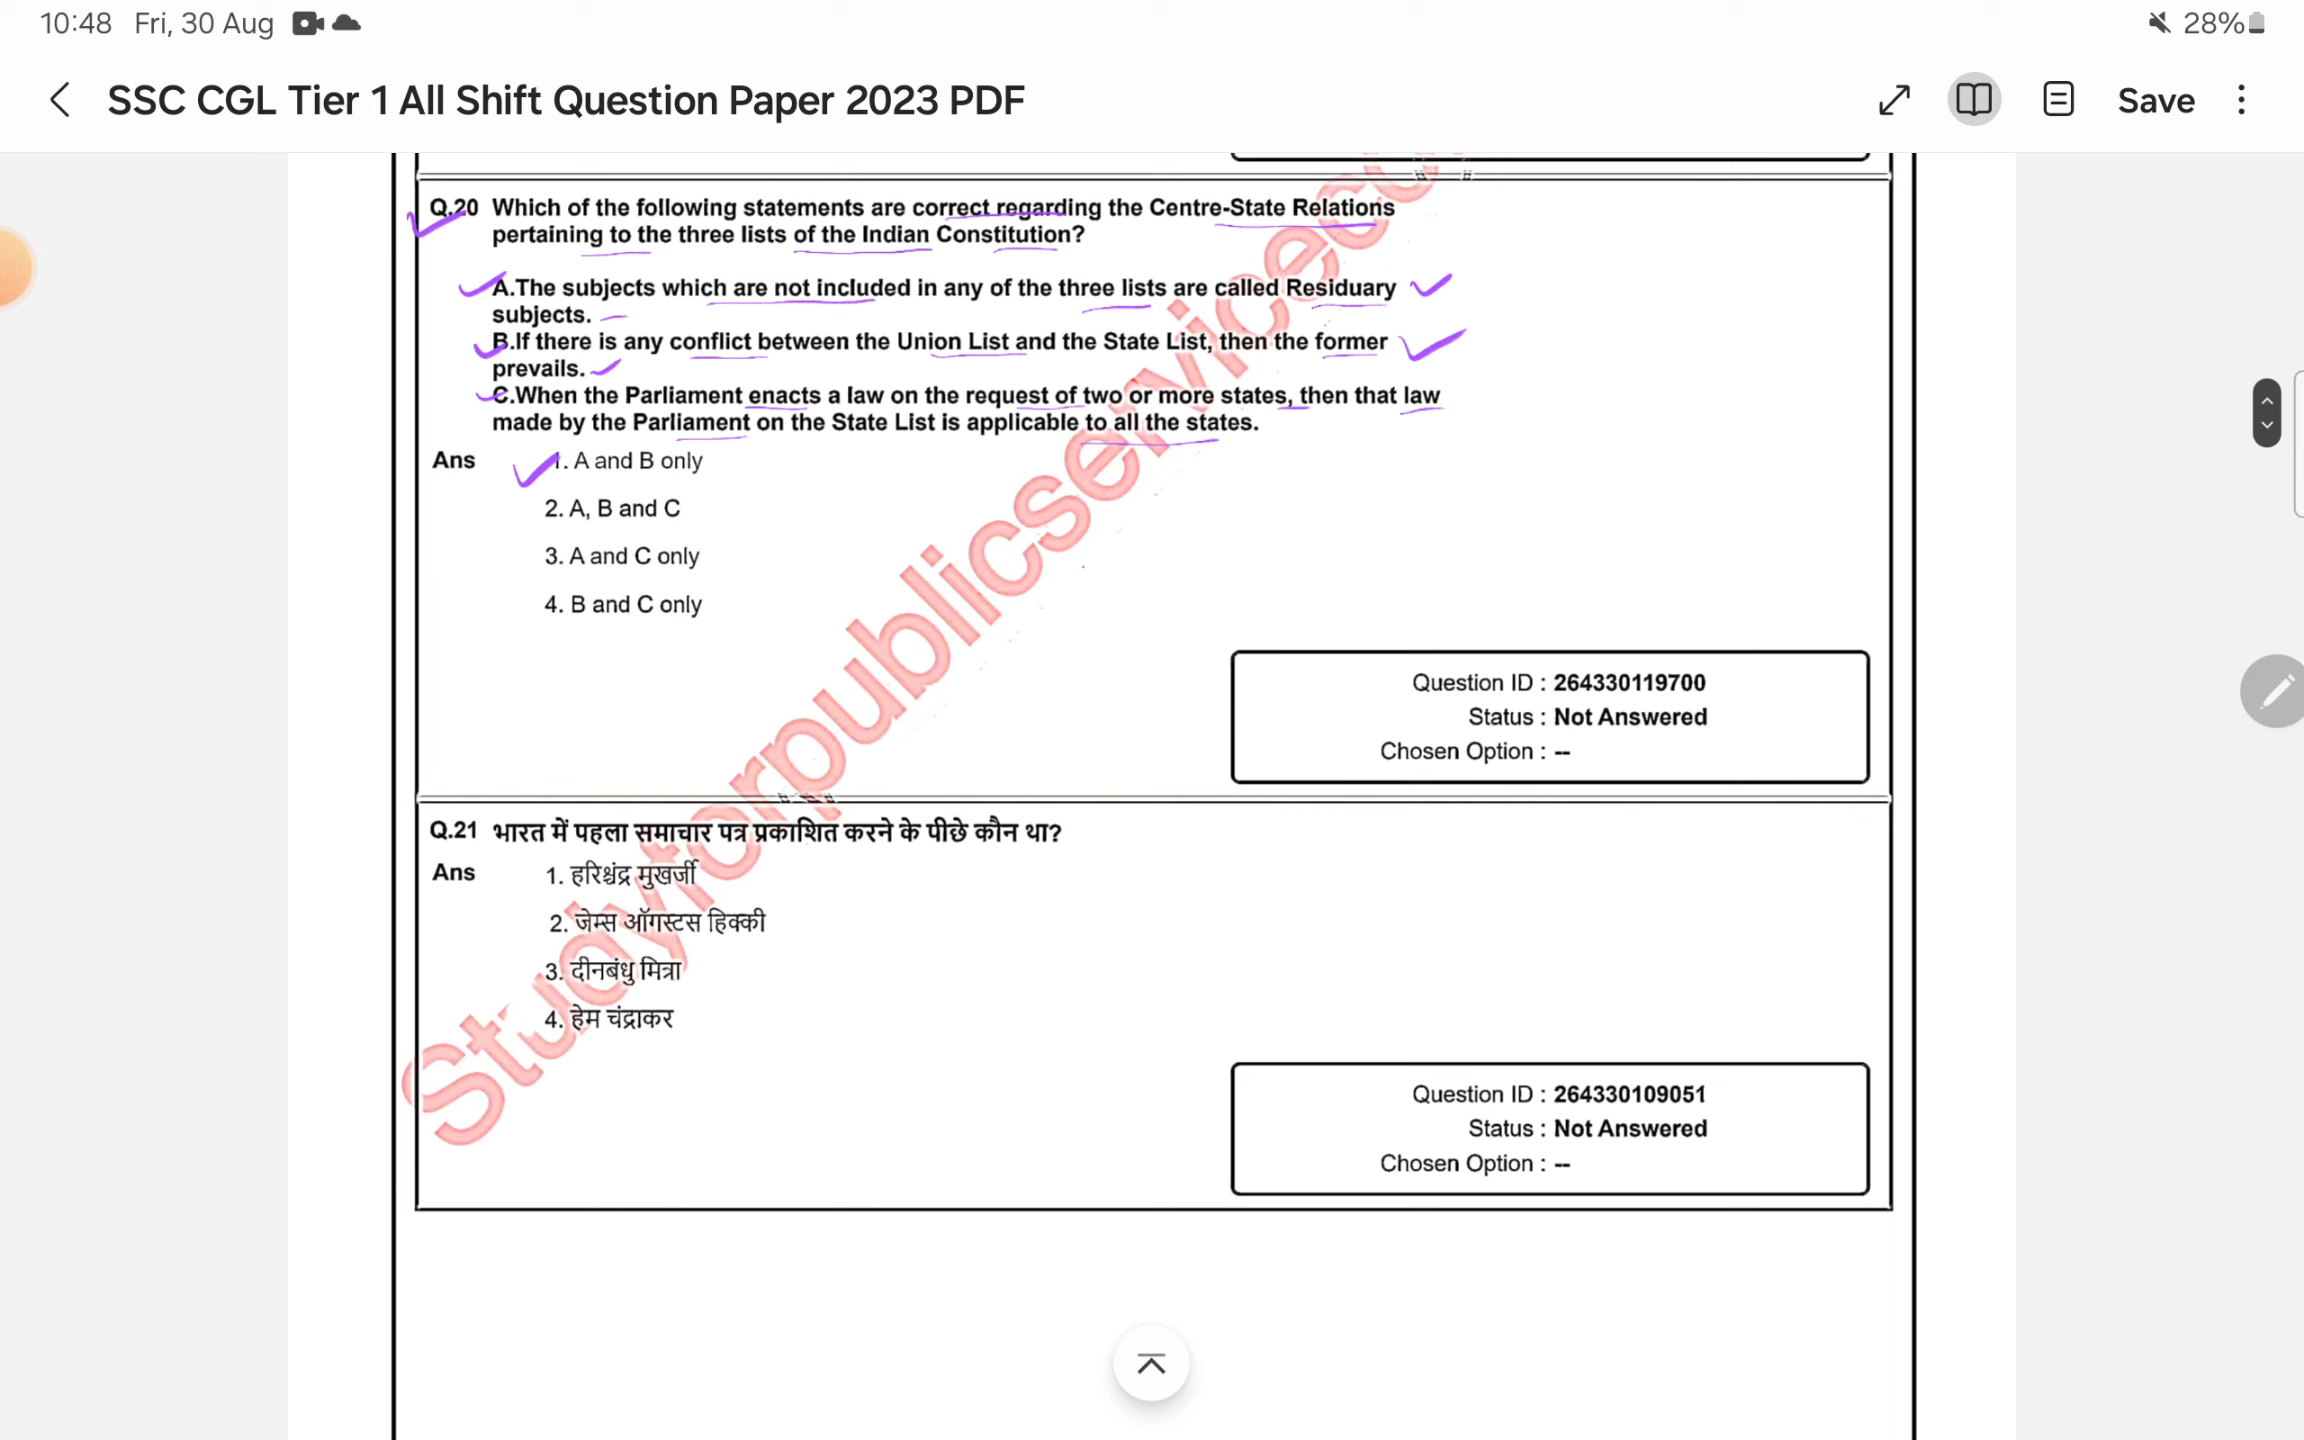 10:48 Fri, 30 Aug
28%
SSC CGL Tier 1 All Shift Question Paper 2023 PDF
Save
Q.20 Which of the following statements are correct regarding the Centre-State Relations
pertaining to the three lists of the Indian Constitution?
A.The subjects which are not included in any of the three lists are called Residuary
subjects.
B.If there is any conflict between the Union List and the State List, then the former
prevails.
C.When the Parliament enacts a law on the request of two or more states, then that law
made by the Parliament on the State List is applicable to all the states.
Ans 1. A and B only
2. A, B and C
3. A and C only
4. B and C only
Question ID : 264330119700
Status : Not Answered
Chosen Option : --
Q.21 भारत में पहला समाचार पत्र प्रकाशित करने के पीछे कौन था?
Ans 1. हरिश्चंद्र मुखर्जी
2. जेम्स ऑगस्टस हिक्की
3. दीनबंधु मित्रा
4. हेम चंद्राकर
Question ID : 264330109051
Status : Not Answered
Chosen Option : --
Studyforpublicservicecu